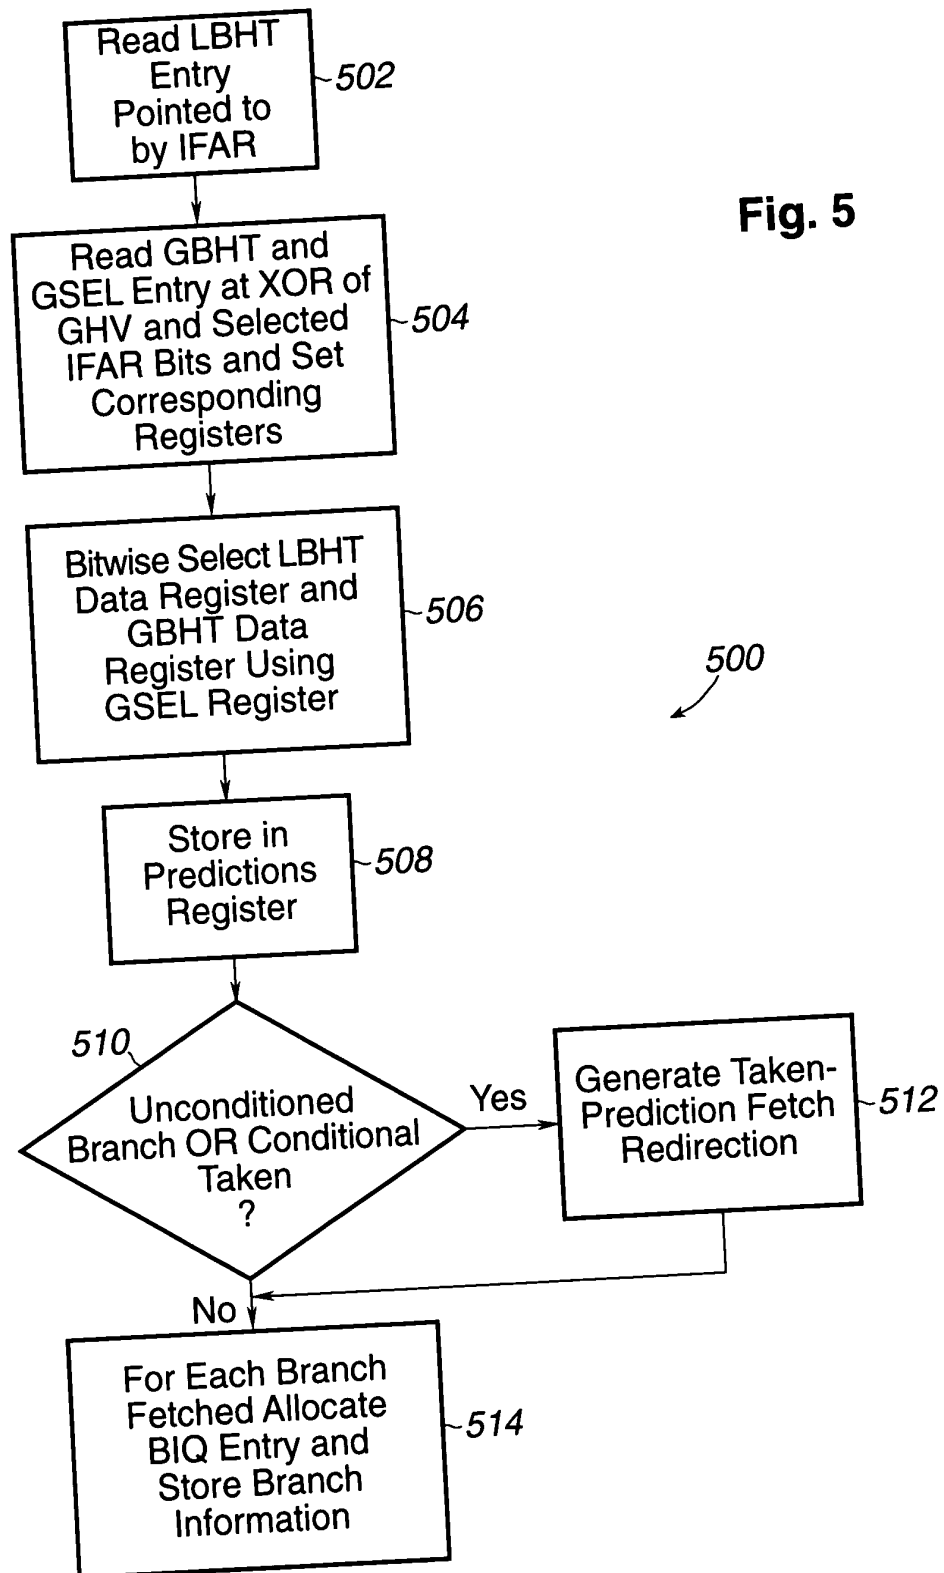 Read LBHT
Entry
Pointed to
by IFAR
502
Fig. 5
Read GBHT and
GSEL Entry at XOR of
GHV and Selected
IFAR Bits and Set
Corresponding
Registers
504
Bitwise Select LBHT
Data Register and
GBHT Data
Register Using
GSEL Register
506
500
Store in
Predictions
Register
508
510
Unconditioned
Branch OR Conditional
Taken
?
Yes
Generate Taken-
Prediction Fetch
Redirection
512
No
For Each Branch
Fetched Allocate
BIQ Entry and
Store Branch
Information
514